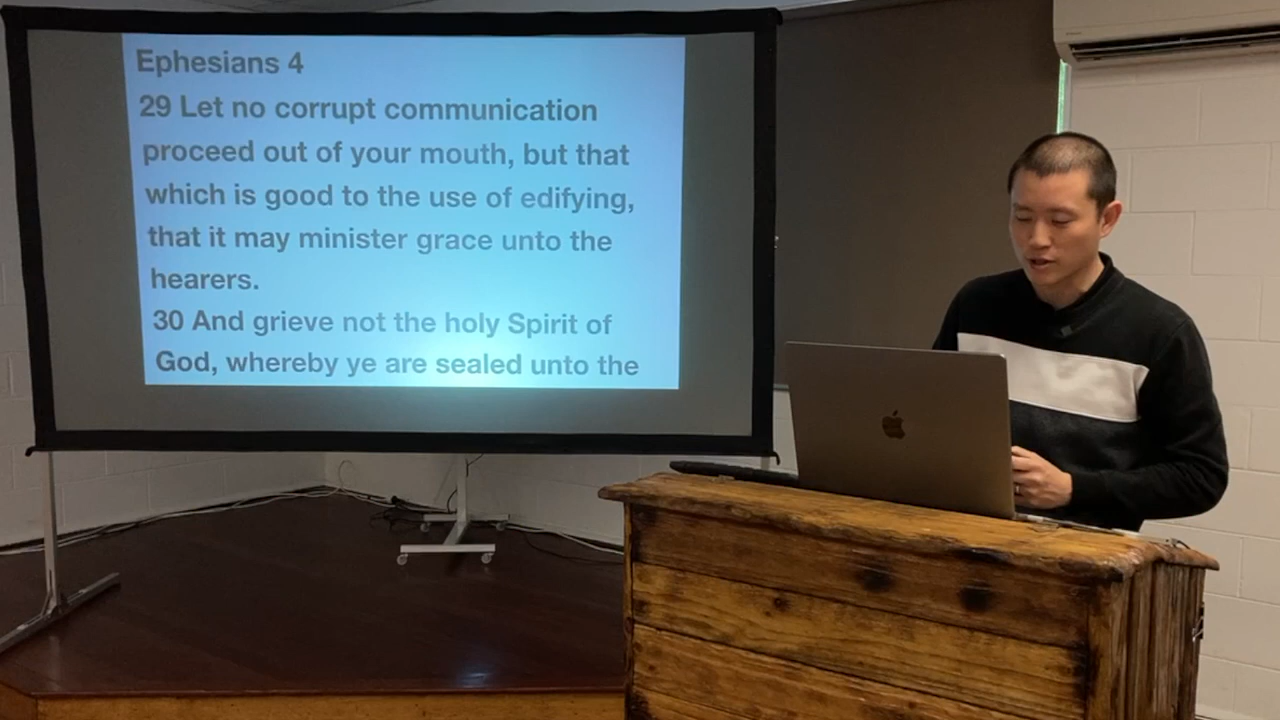 Ephesians 4
29 Let no corrupt communication
proceed out of your mouth, but that
which is good to the use of edifying,
that it may minister grace unto the
hearers.
30 And grieve not the holy Spirit of
God, whereby ye are sealed unto the